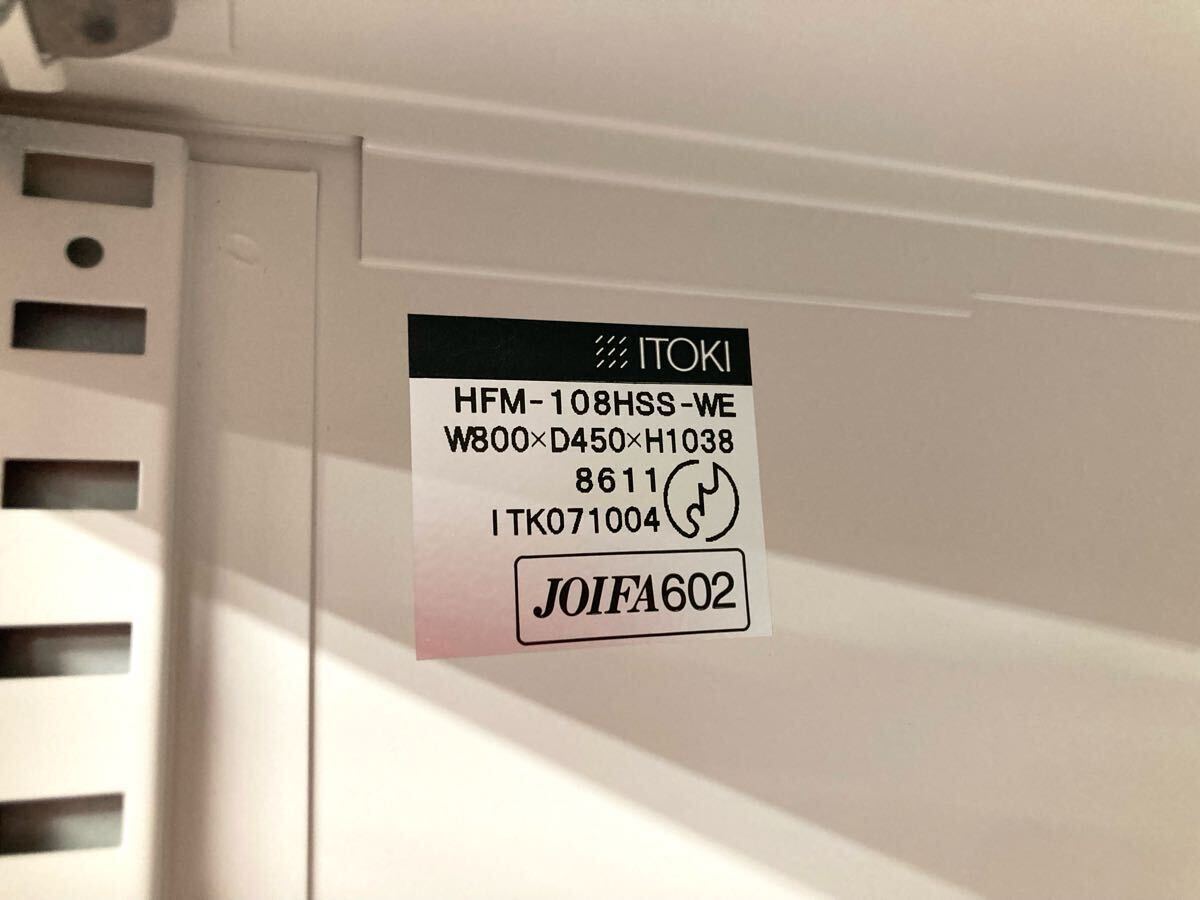 ITOKI
HFM-108HSS-WE
W800×D450×H1038
8611
ITK071004
JOIFA602